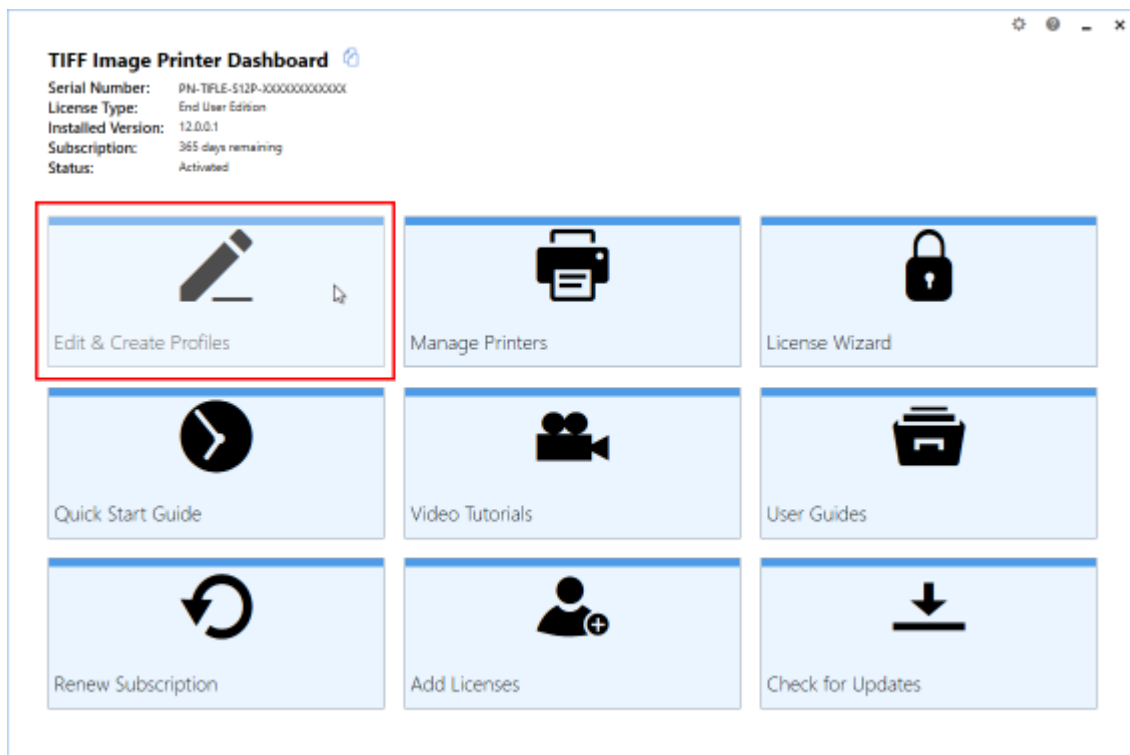 TIFF Image Printer Dashboard
Serial Number: PN-TIFLE-S12P-XXXXXXXXXXXX
License Type: End User Edition
Installed Version: 12.0.0.1
Subscription: 365 days remaining
Status: Activated
Edit & Create Profiles
Manage Printers
License Wizard
Quick Start Guide
Video Tutorials
User Guides
Renew Subscription
Add Licenses
Check for Updates